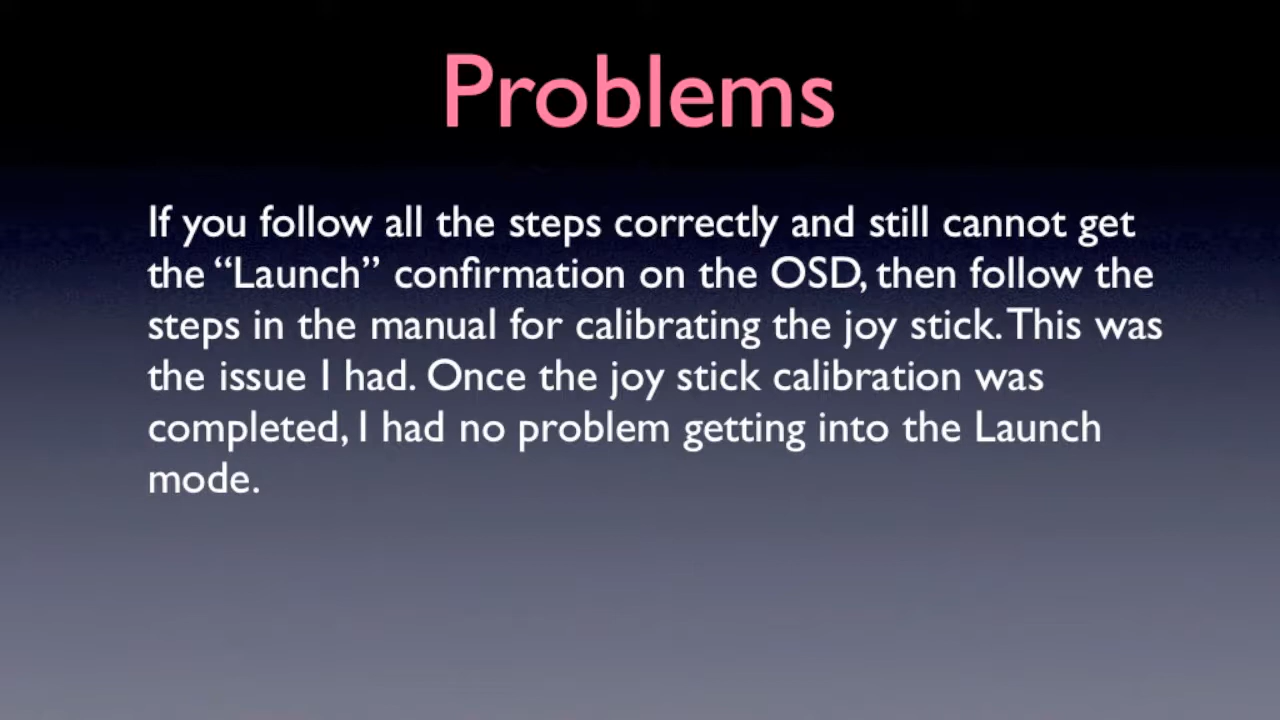 Problems
If you follow all the steps correctly and still cannot get
the “Launch” confirmation on the OSD, then follow the
steps in the manual for calibrating the joy stick. This was
the issue I had. Once the joy stick calibration was
completed, I had no problem getting into the Launch
mode.